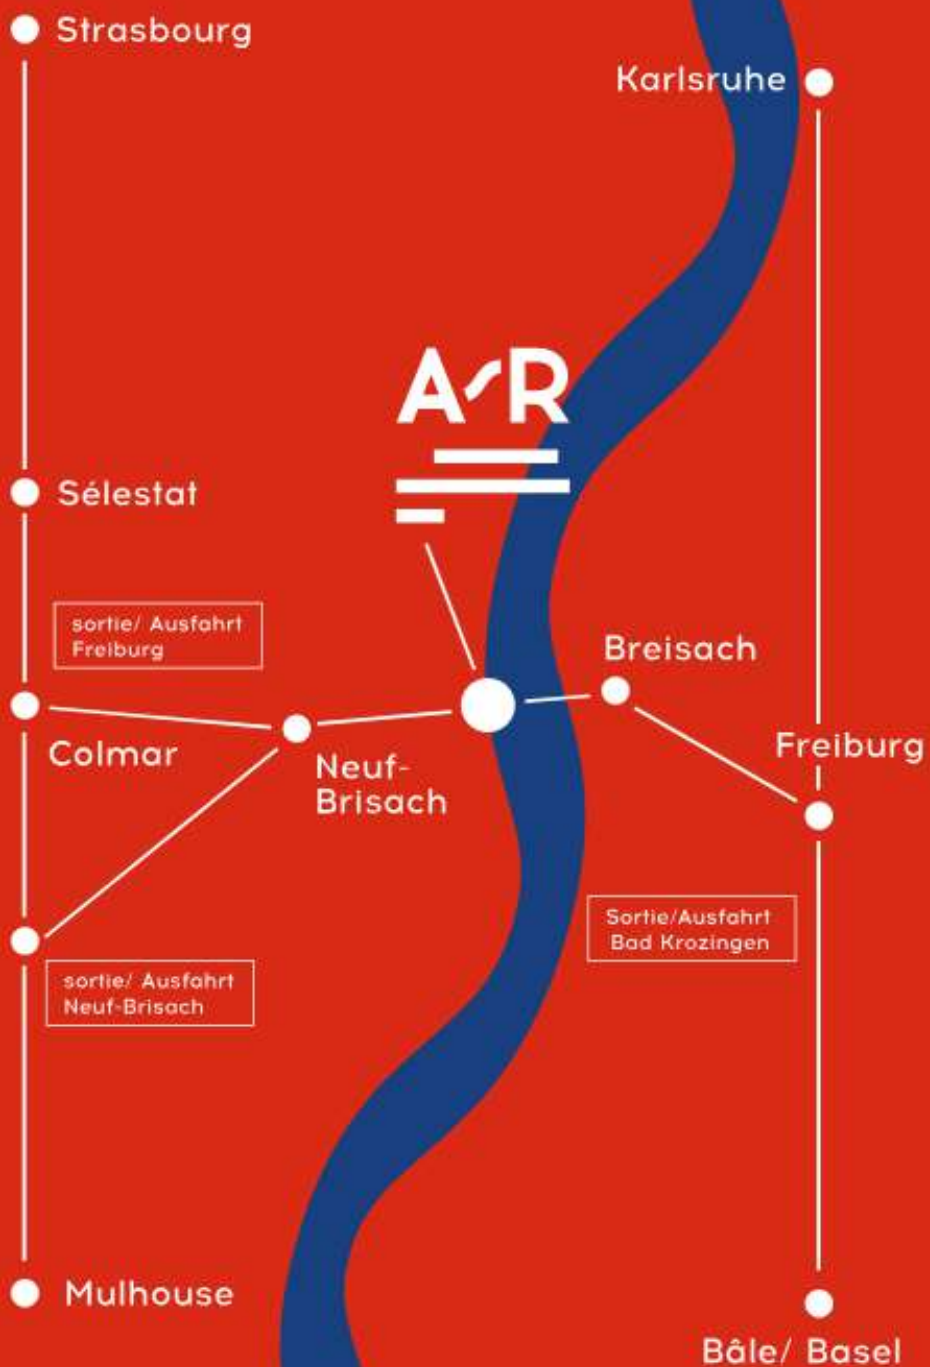 Strasbourg
Karlsruhe
A R
Sélestat
sortie/ Ausfahrt
Freiburg
Breisach
Colmar
Neuf-
Brisach
Freiburg
Sortie/Ausfahrt
Bad Krozingen
sortie/ Ausfahrt
Neuf-Brisach
Mulhouse
Bâle/ Basel